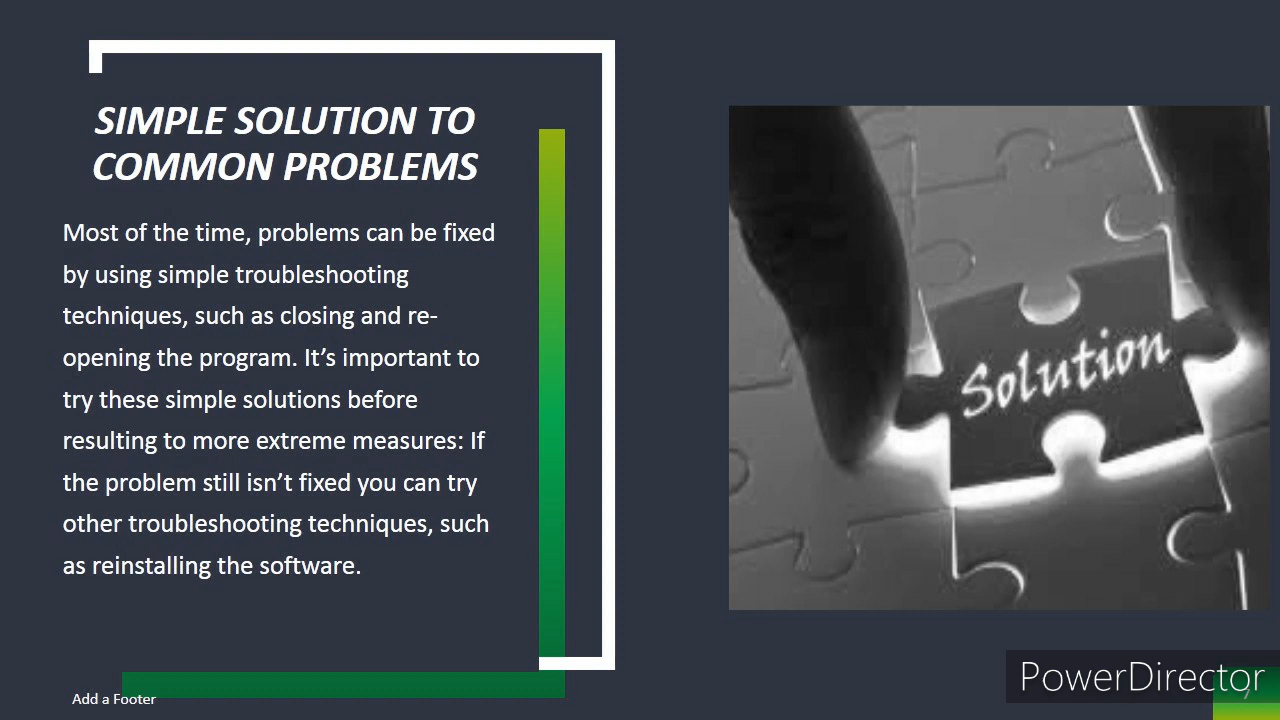 SIMPLE SOLUTION TO
COMMON PROBLEMS
Most of the time, problems can be fixed
by using simple troubleshooting
techniques, such as closing and re-
opening the program. It’s important to
try these simple solutions before
resulting to more extreme measures: If
the problem still isn’t fixed you can try
other troubleshooting techniques, such
as reinstalling the software.
Solution
Add a Footer
PowerDirector
7